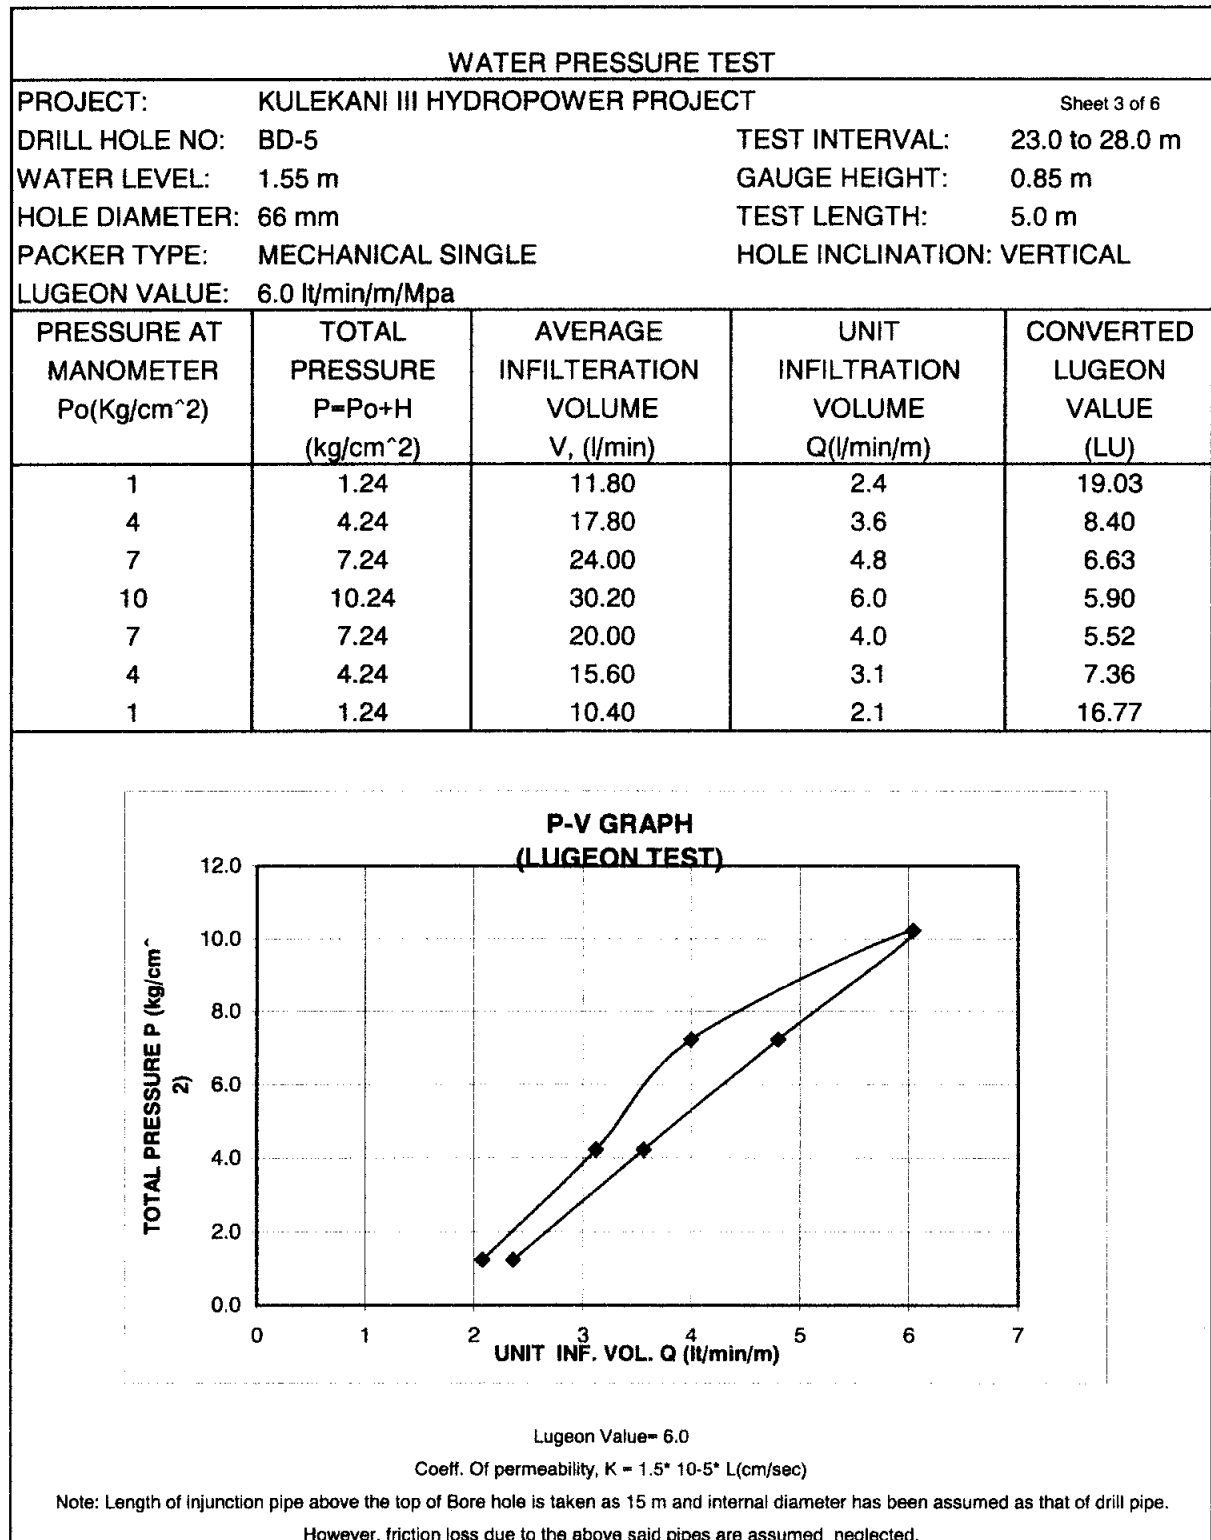 WATER PRESSURE TEST
PROJECT: KULEKANI III HYDROPOWER PROJECT Sheet 3 of 6
DRILL HOLE NO: BD-5 TEST INTERVAL: 23.0 to 28.0 m
WATER LEVEL: 1.55 m GAUGE HEIGHT: 0.85 m
HOLE DIAMETER: 66 mm TEST LENGTH: 5.0 m
PACKER TYPE: MECHANICAL SINGLE HOLE INCLINATION: VERTICAL
LUGEON VALUE: 6.0 lt/min/m/Mpa
PRESSURE AT TOTAL AVERAGE UNIT CONVERTED
MANOMETER PRESSURE INFILTERATION INFILTRATION LUGEON
Po(Kg/cm^2) P=Po+H VOLUME VOLUME VALUE
(kg/cm^2) V, (l/min) Q(l/min/m) (LU)
1 1.24 11.80 2.4 19.03
4 4.24 17.80 3.6 8.40
7 7.24 24.00 4.8 6.63
10 10.24 30.20 6.0 5.90
7 7.24 20.00 4.0 5.52
4 4.24 15.60 3.1 7.36
1 1.24 10.40 2.1 16.77
P-V GRAPH
(LUGEON TEST)
12.0
10.0
8.0
6.0
4.0
2.0
0.0
TOTAL PRESSURE P (kg/cm^
2)
0 1 2 3 4 5 6 7
UNIT INF. VOL. Q (lt/min/m)
Lugeon Value= 6.0
Coeff. Of permeability, K = 1.5* 10-5* L(cm/sec)
Note: Length of Injunction pipe above the top of Bore hole is taken as 15 m and internal diameter has been assumed as that of drill pipe.
However, friction loss due to the above said pipes are assumed neglected.